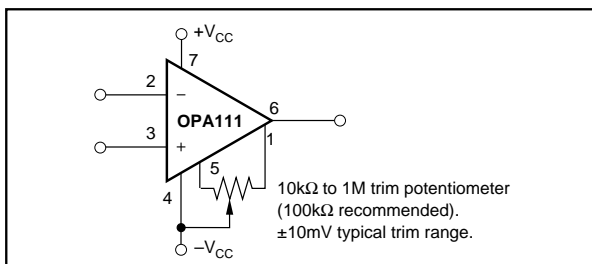 +VCC
7
2
−
6
OPA111
3
+
1
5
4
10kΩ to 1M trim potentiometer
(100kΩ recommended).
±10mV typical trim range.
−VCC